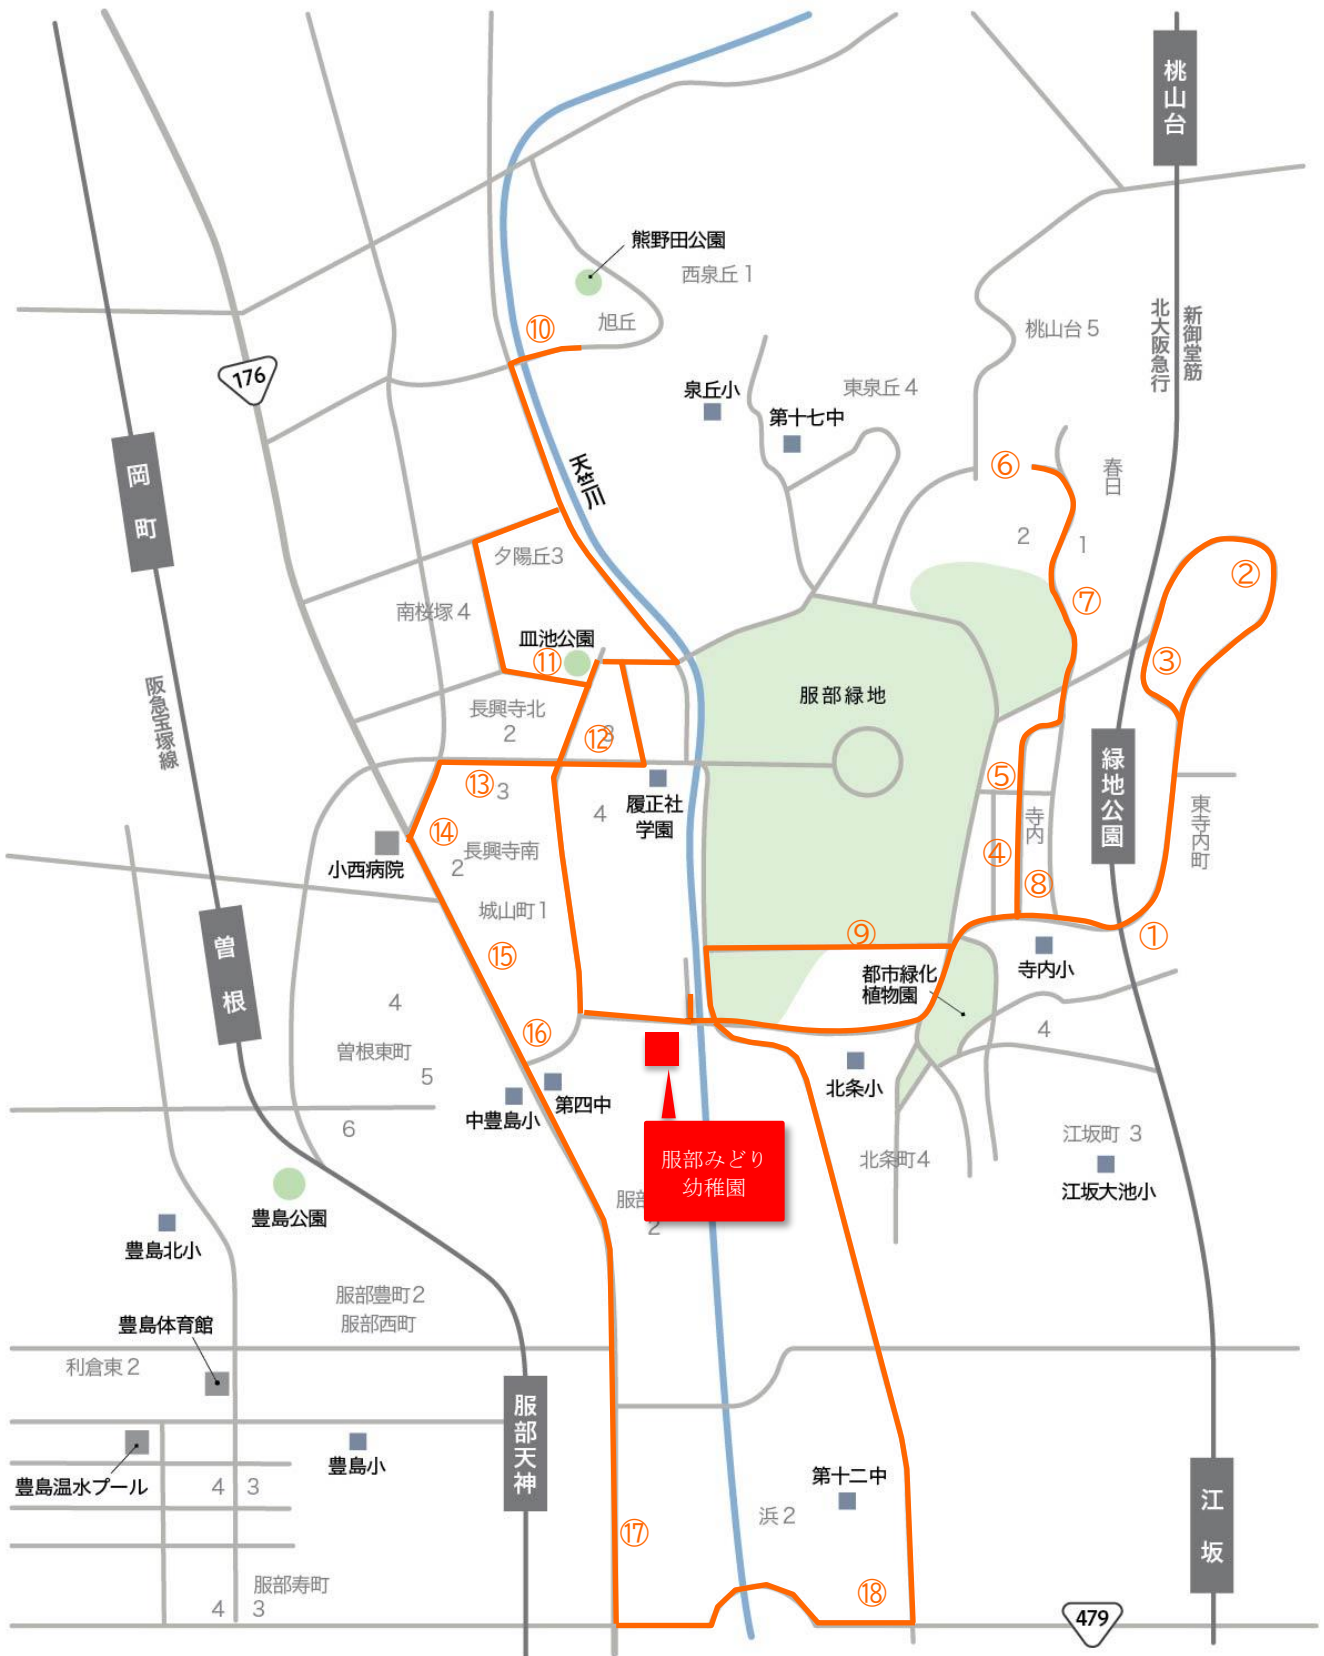 桃山台
熊野田公園
西泉丘 1
旭丘
⑩
新御堂筋
北大阪急行
桃山台 5
176
泉丘小
東泉丘 4
第十七中
岡町
天竺川
⑥
春日
2
1
夕陽丘3
②
南桜塚 4
⑦
皿池公園
⑪
③
阪急宝塚線
服部緑地
長興寺北
2
3
⑫
緑地公園
⑬
3
⑤
履正社
学園
4
寺内
東寺内町
⑭
小西病院
長興寺南
2
④
⑧
城山町 1
⑨
①
曽根
⑮
都市緑化
植物園
寺内小
4
⑯
4
曽根東町
5
北条小
中豊島小
第四中
6
服部みどり
幼稚園
江坂町 3
北条町 4
江坂大池小
服部
2
豊島公園
豊島北小
服部豊町 2
服部西町
豊島体育館
利倉東 2
服部天神
豊島小
豊島温水プール
4
3
第十二中
浜 2
江坂
⑰
服部寿町
4
3
⑱
479